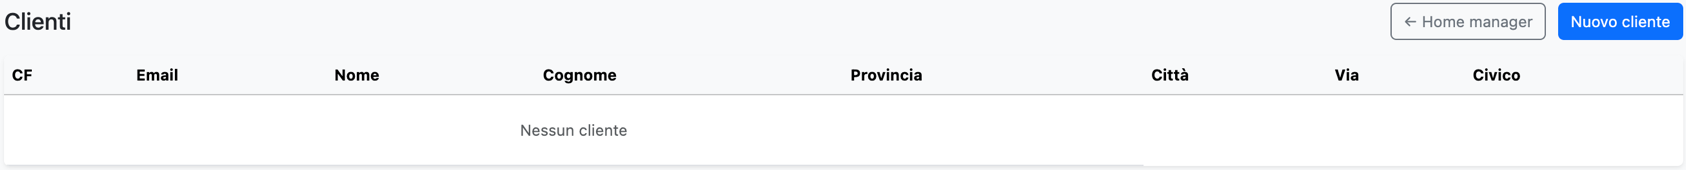 Clienti
← Home manager
Nuovo cliente
CF Email Nome Cognome Provincia Città Via Civico
Nessun cliente